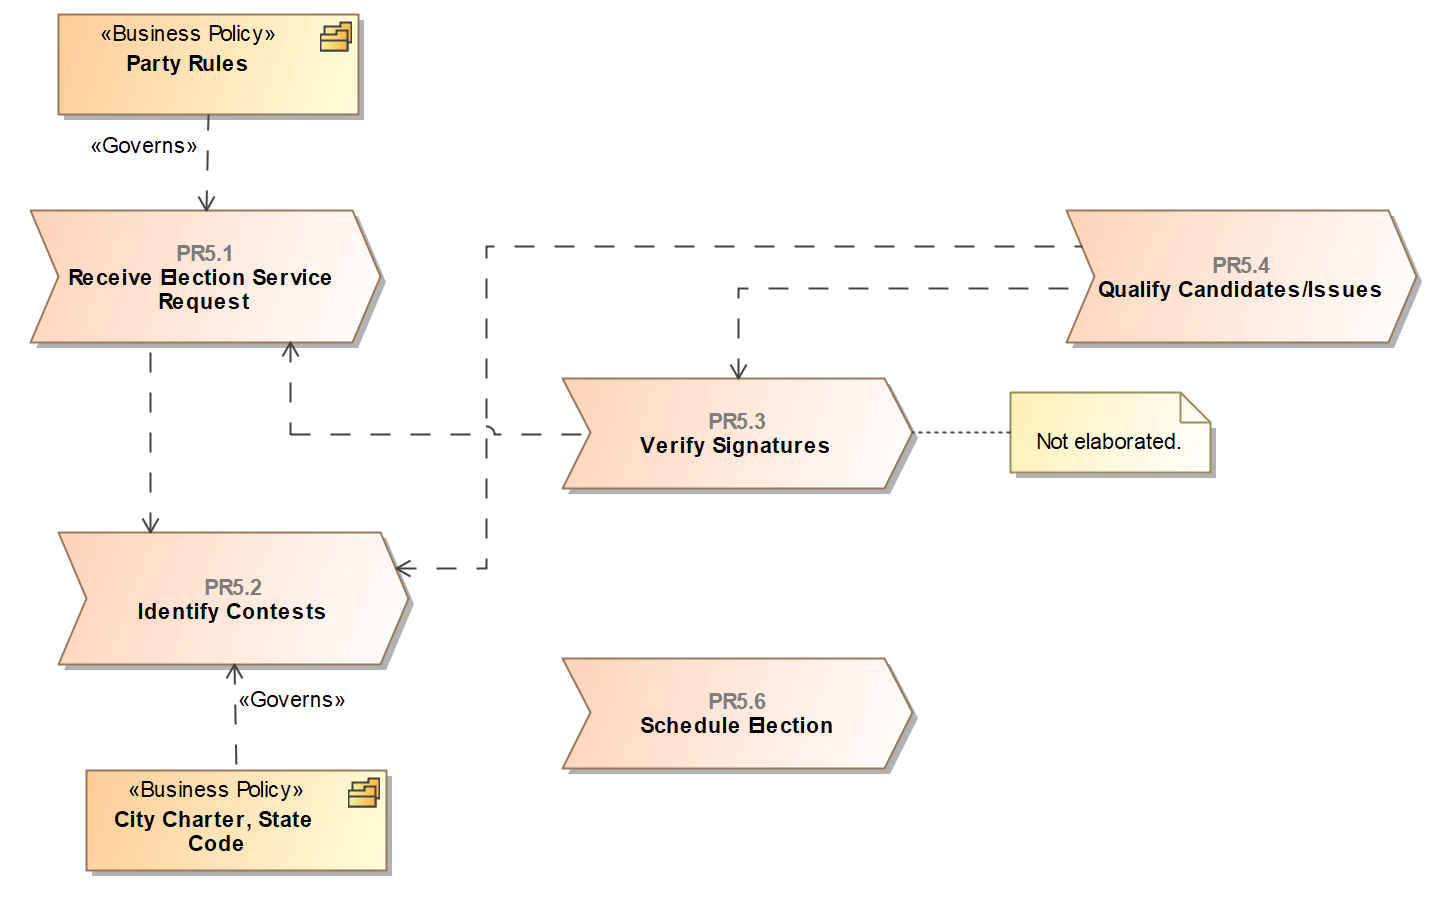 «Business Policy»
Party Rules
«Governs»
PR5.1
Receive Election Service
Request
PR5.4
Qualify Candidates/Issues
PR5.3
Verify Signatures
Not elaborated.
PR5.2
Identify Contests
«Governs»
PR5.6
Schedule Election
«Business Policy»
City Charter, State
Code